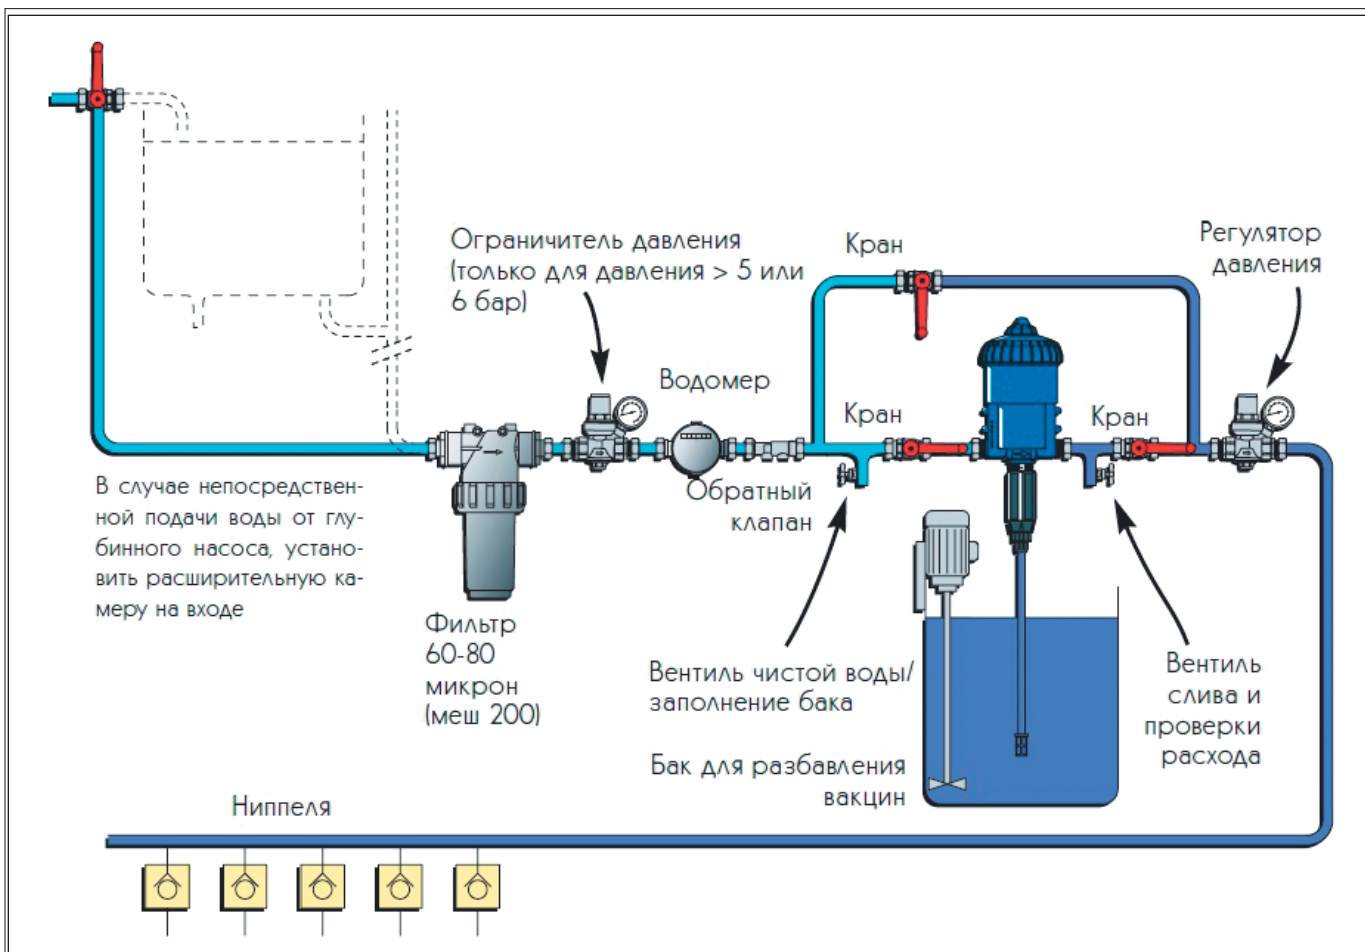 Ограничитель давления
(только для давления > 5 или
6 бар)
Кран
Регулятор
давления
Водомер
Кран
Кран
В случае непосредствен-
ной подачи воды от глу-
бинного насоса, устано-
вить расширительную ка-
меру на входе
Обратный
клапан
Фильтр
60-80
микрон
(меш 200)
Вентиль чистой воды/
заполнение бака
Вентиль
слива и
проверки
расхода
Бак для разбавления
вакцин
Ниппеля